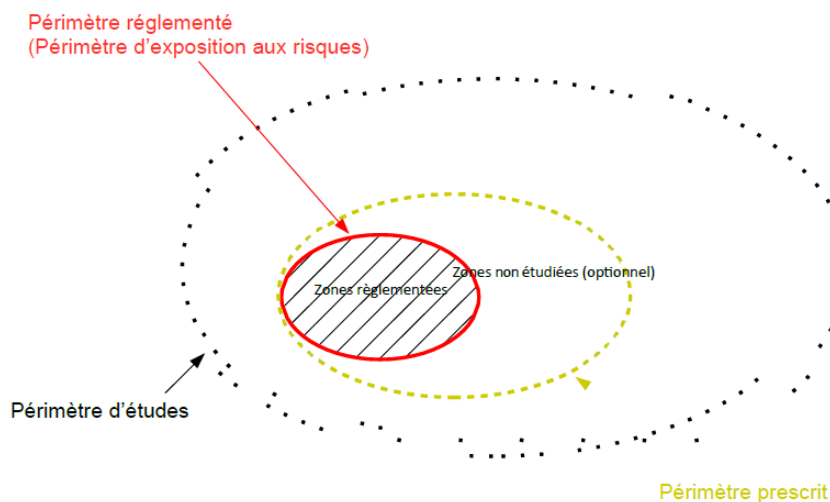 Périmètre réglementé
(Périmètre d'exposition aux risques)
Zones non étudiées (optionnel)
Zones règlementées
Périmètre d'études
Périmètre prescrit